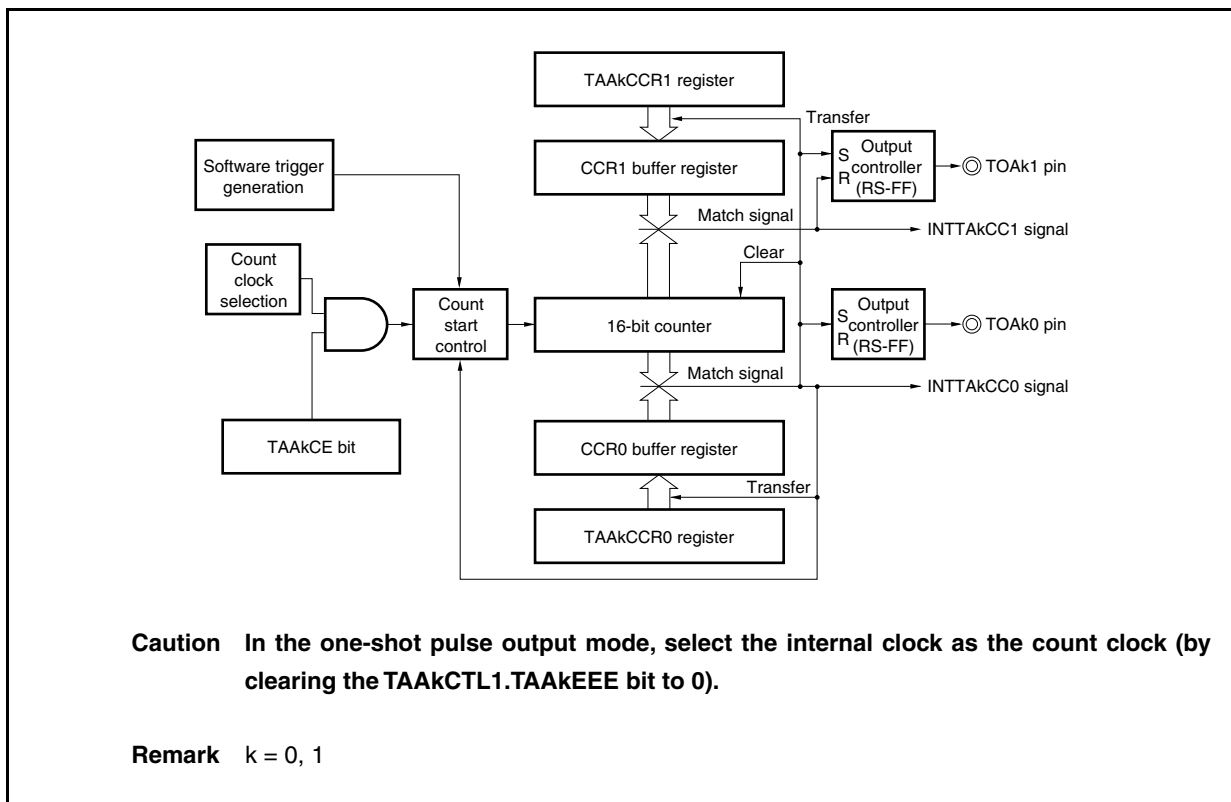 TAAkCCR1 register
Transfer
Software trigger
generation
CCR1 buffer register
S
R
Output
controller
(RS-FF)
TOAk1 pin
Match signal
INTTAkCC1 signal
Count
clock
selection
Clear
Count
start
control
16-bit counter
S
R
Output
controller
(RS-FF)
TOAk0 pin
Match signal
INTTAkCC0 signal
TAAkCE bit
CCR0 buffer register
Transfer
TAAkCCR0 register
Caution In the one-shot pulse output mode, select the internal clock as the count clock (by
clearing the TAAkCTL1.TAAkEEE bit to 0).
Remark k = 0, 1